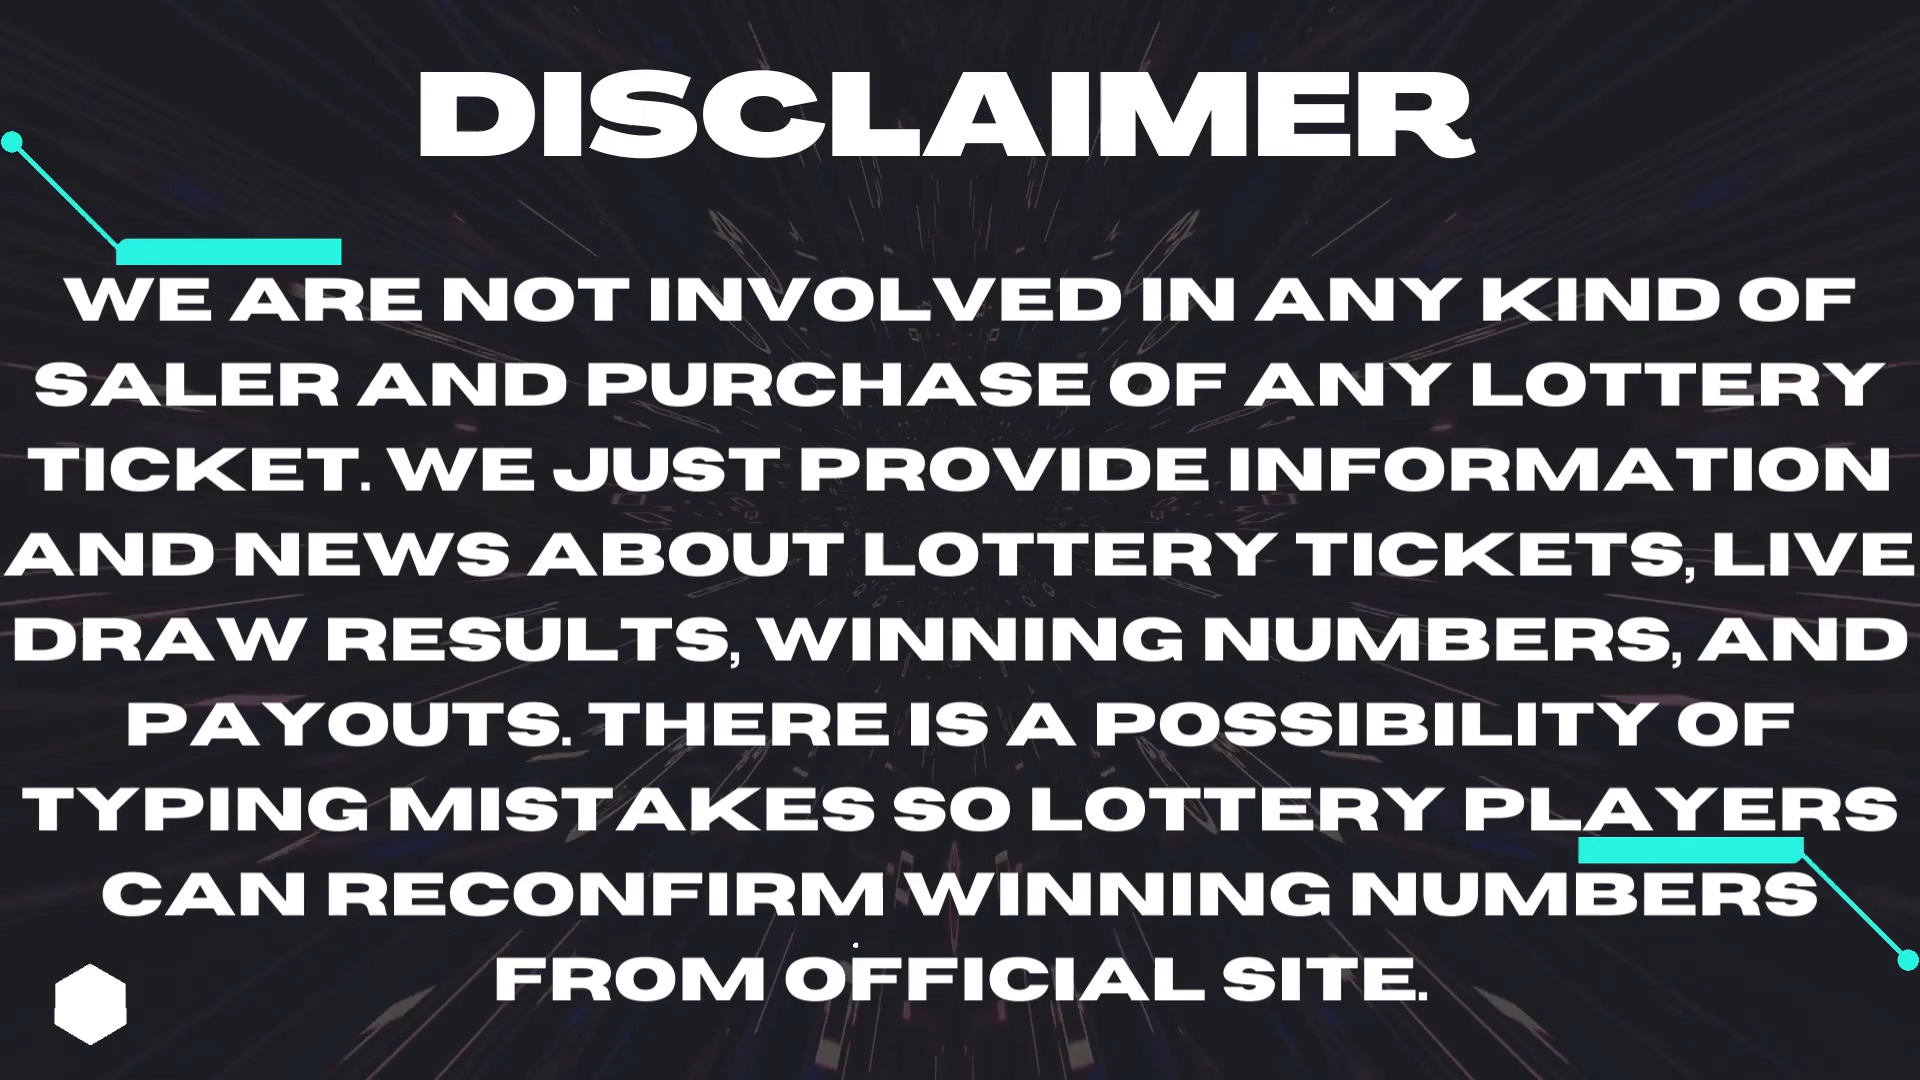 DISCLAIMER
WE ARE NOT INVOLVED IN ANY KIND OF
SALER AND PURCHASE OF ANY LOTTERY
TICKET. WE JUST PROVIDE INFORMATION
AND NEWS ABOUT LOTTERY TICKETS, LIVE
DRAW RESULTS, WINNING NUMBERS, AND
PAYOUTS. THERE IS A POSSIBILITY OF
TYPING MISTAKES SO LOTTERY PLAYERS
CAN RECONFIRM WINNING NUMBERS
FROM OFFICIAL SITE.